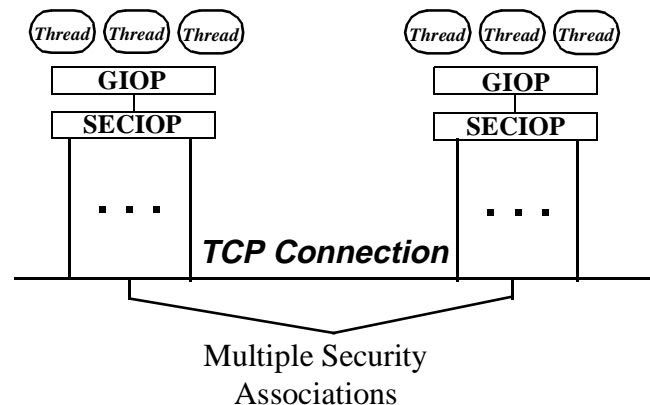 Thread Thread Thread Thread Thread Thread
GIOP GIOP
SECIOP SECIOP
. . . . . .
TCP Connection
Multiple Security
Associations